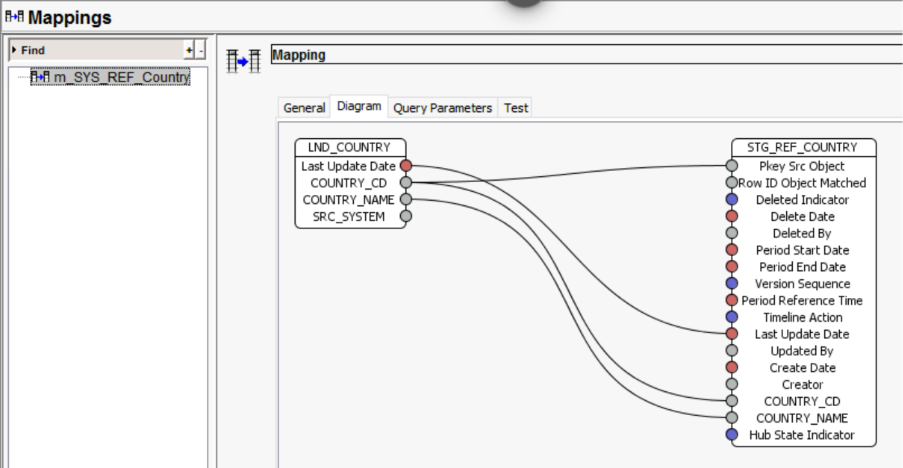 Mappings
Find
+ -
m_SYS_REF_Country
Mapping
General Diagram Query Parameters Test
LND_COUNTRY
Last Update Date
COUNTRY_CD
COUNTRY_NAME
SRC_SYSTEM
STG_REF_COUNTRY
Pkey Src Object
Row ID Object Matched
Deleted Indicator
Delete Date
Deleted By
Period Start Date
Period End Date
Version Sequence
Period Reference Time
Timeline Action
Last Update Date
Updated By
Create Date
Creator
COUNTRY_CD
COUNTRY_NAME
Hub State Indicator